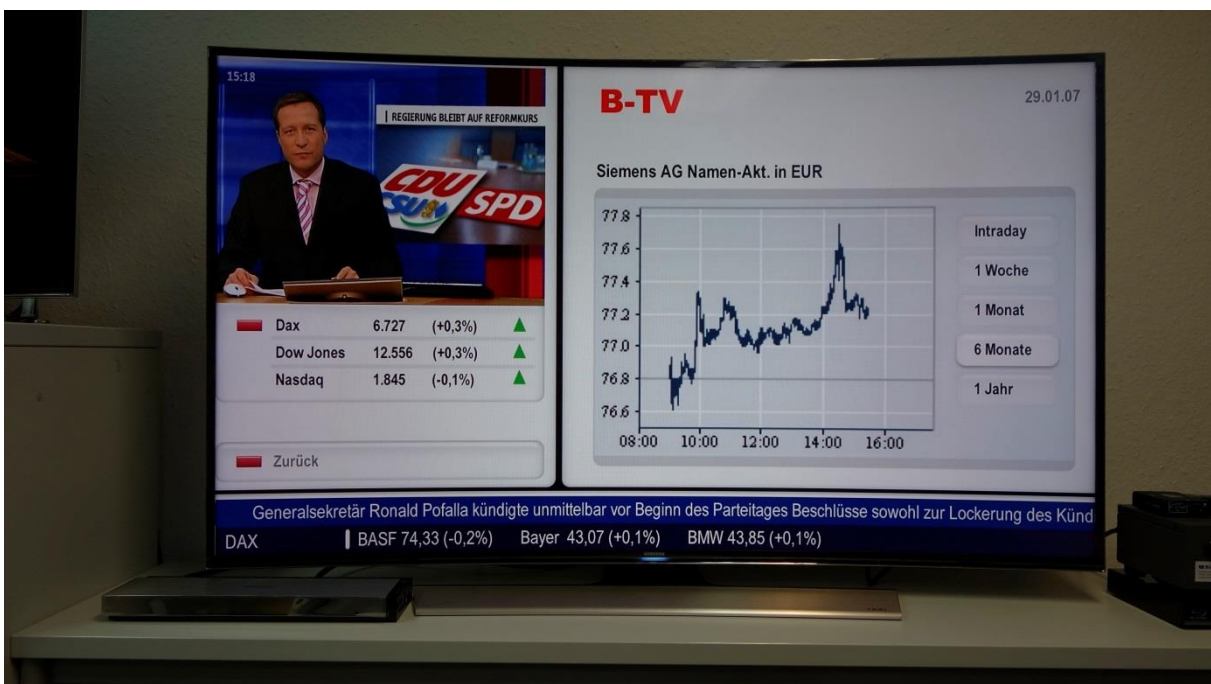 15:18
| REGIERUNG BLEIBT AUF REFORMKURS
CDU
CSU
SPD
Dax 6.727 (+0,3%)
Dow Jones 12.556 (+0,3%)
Nasdaq 1.845 (-0,1%)
Zurück
B-TV
29.01.07
Siemens AG Namen-Akt. in EUR
77.8
77.6
77.4
77.2
77.0
76.8
76.6
08:00 10:00 12:00 14:00 16:00
Intraday
1 Woche
1 Monat
6 Monate
1 Jahr
Generalsekretär Ronald Pofalla kündigte unmittelbar vor Beginn des Parteitages Beschlüsse sowohl zur Lockerung des Künd
DAX BASF 74,33 (-0,2%) Bayer 43,07 (+0,1%) BMW 43,85 (+0,1%)
SAMSUNG